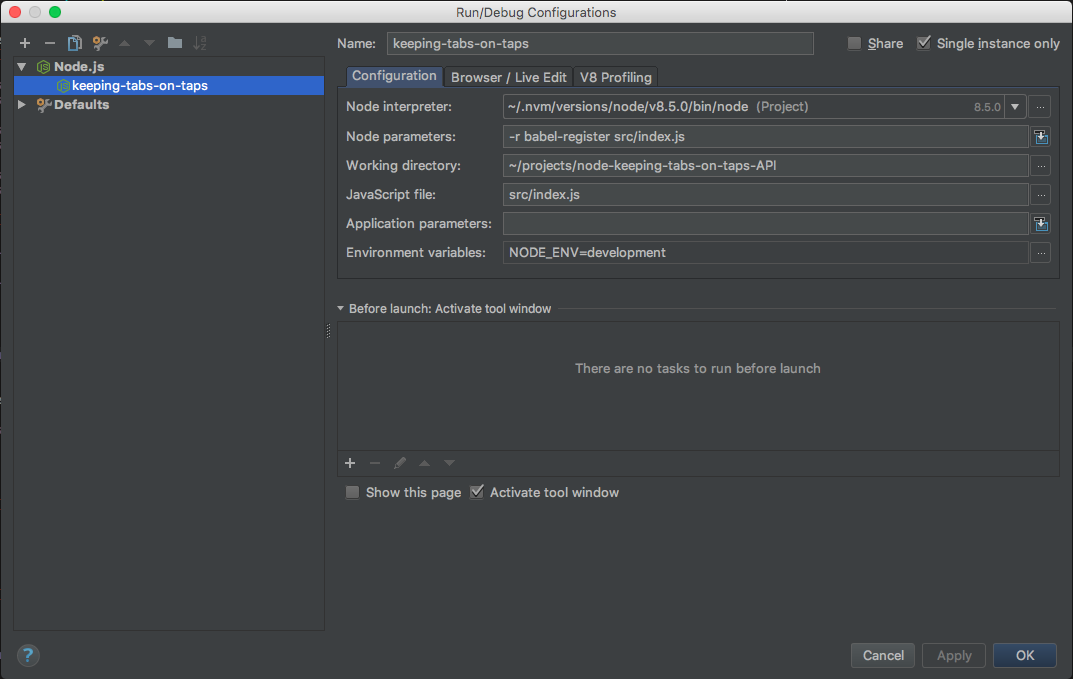 Run/Debug Configurations
Name: keeping-tabs-on-taps Share Single instance only
Node.js
keeping-tabs-on-taps
Defaults
Configuration Browser / Live Edit V8 Profiling
Node interpreter: ~/.nvm/versions/node/v8.5.0/bin/node (Project) 8.5.0 ...
Node parameters: -r babel-register src/index.js
Working directory: ~/projects/node-keeping-tabs-on-taps-API ...
JavaScript file: src/index.js ...
Application parameters:
Environment variables: NODE_ENV=development ...
Before launch: Activate tool window
There are no tasks to run before launch
Show this page Activate tool window
? Cancel Apply OK